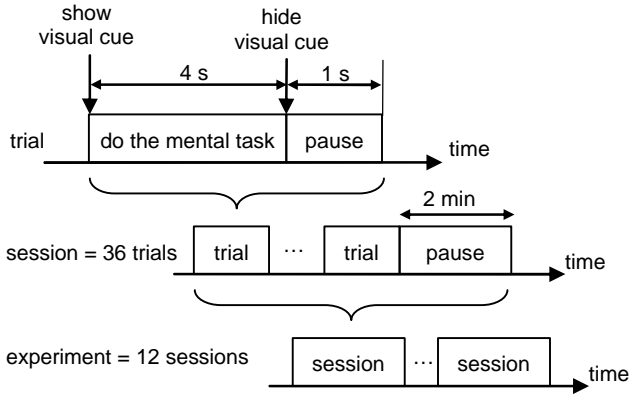 show
visual cue
hide
visual cue
4 s
1 s
trial
do the mental task
pause
time
2 min
session = 36 trials
trial
...
trial
pause
time
experiment = 12 sessions
session
...
session
time